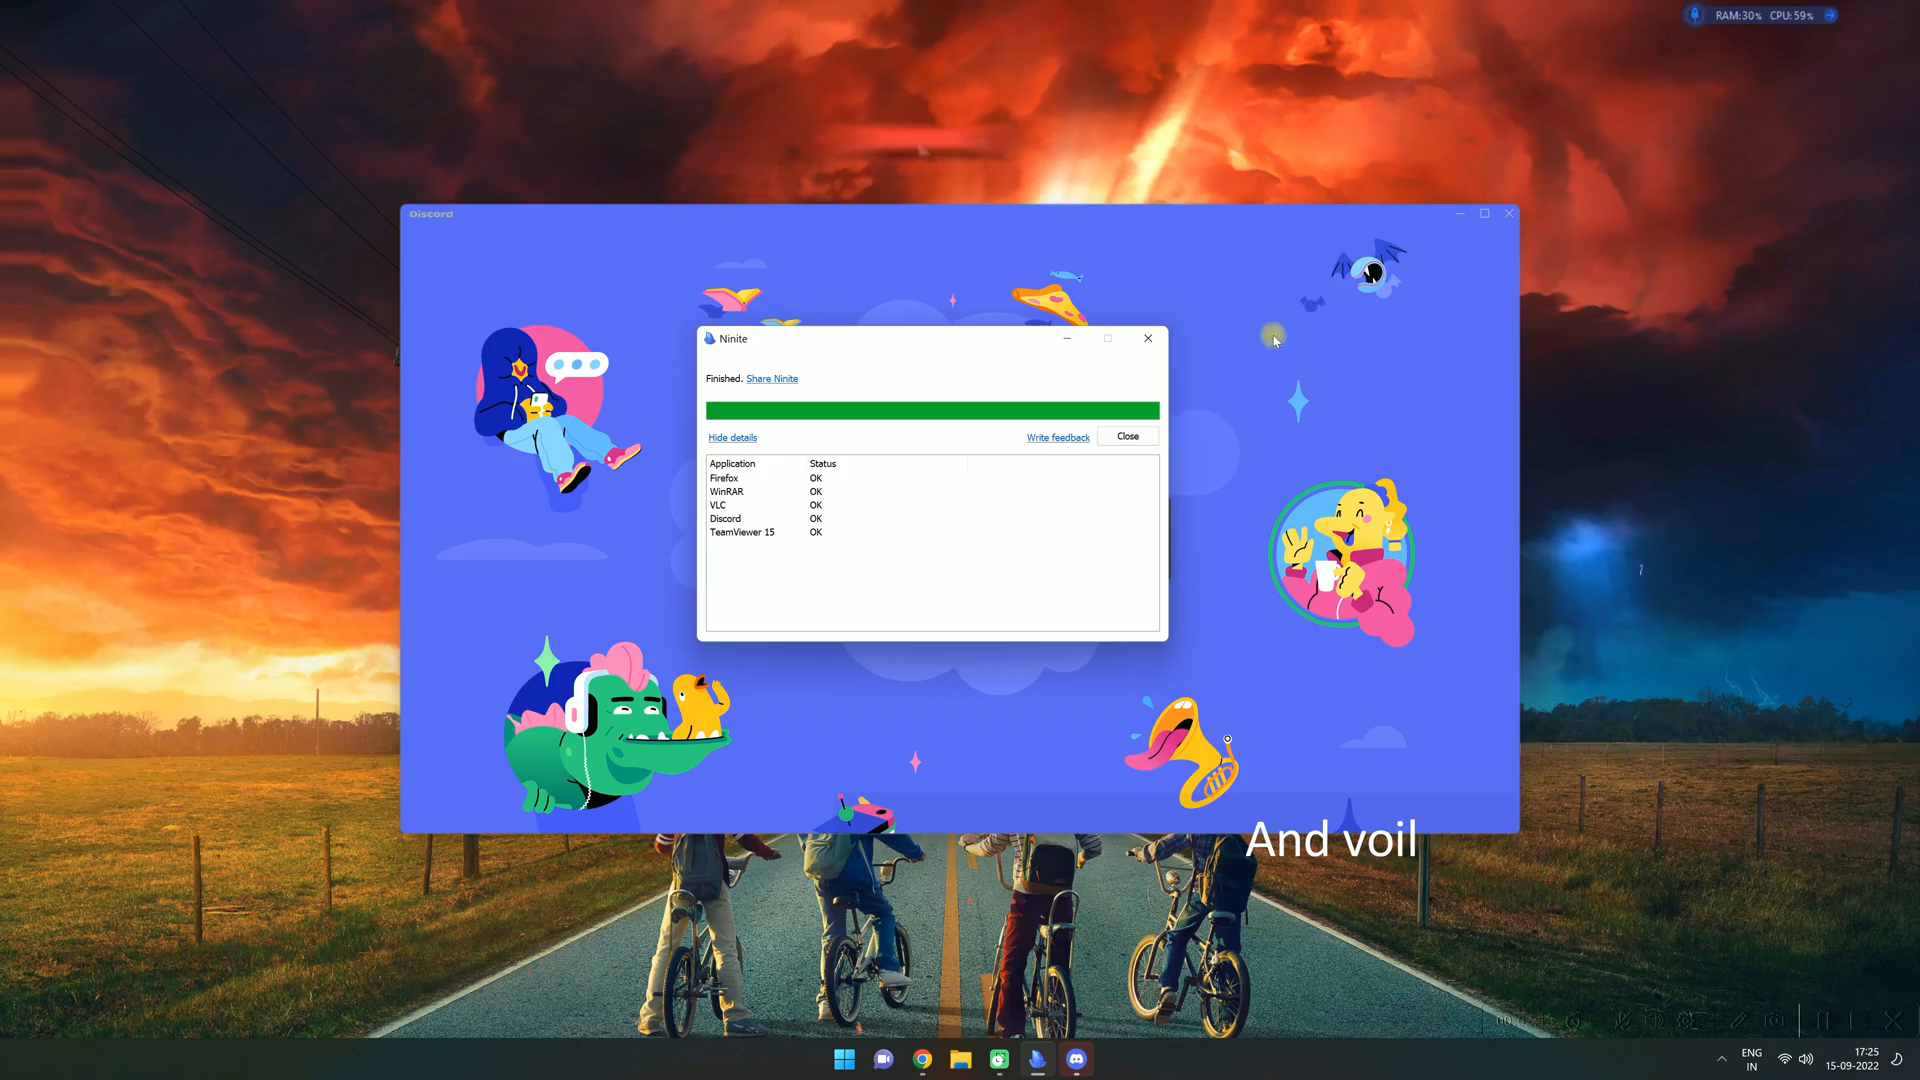 RAM:30% CPU:59%
Discord
Ninite
Finished. Share Ninite
Hide details
Write feedback
Close
Application Status
Firefox OK
WinRAR OK
VLC OK
Discord OK
TeamViewer 15 OK
And voil
ENG
IN
17:25
15-09-2022